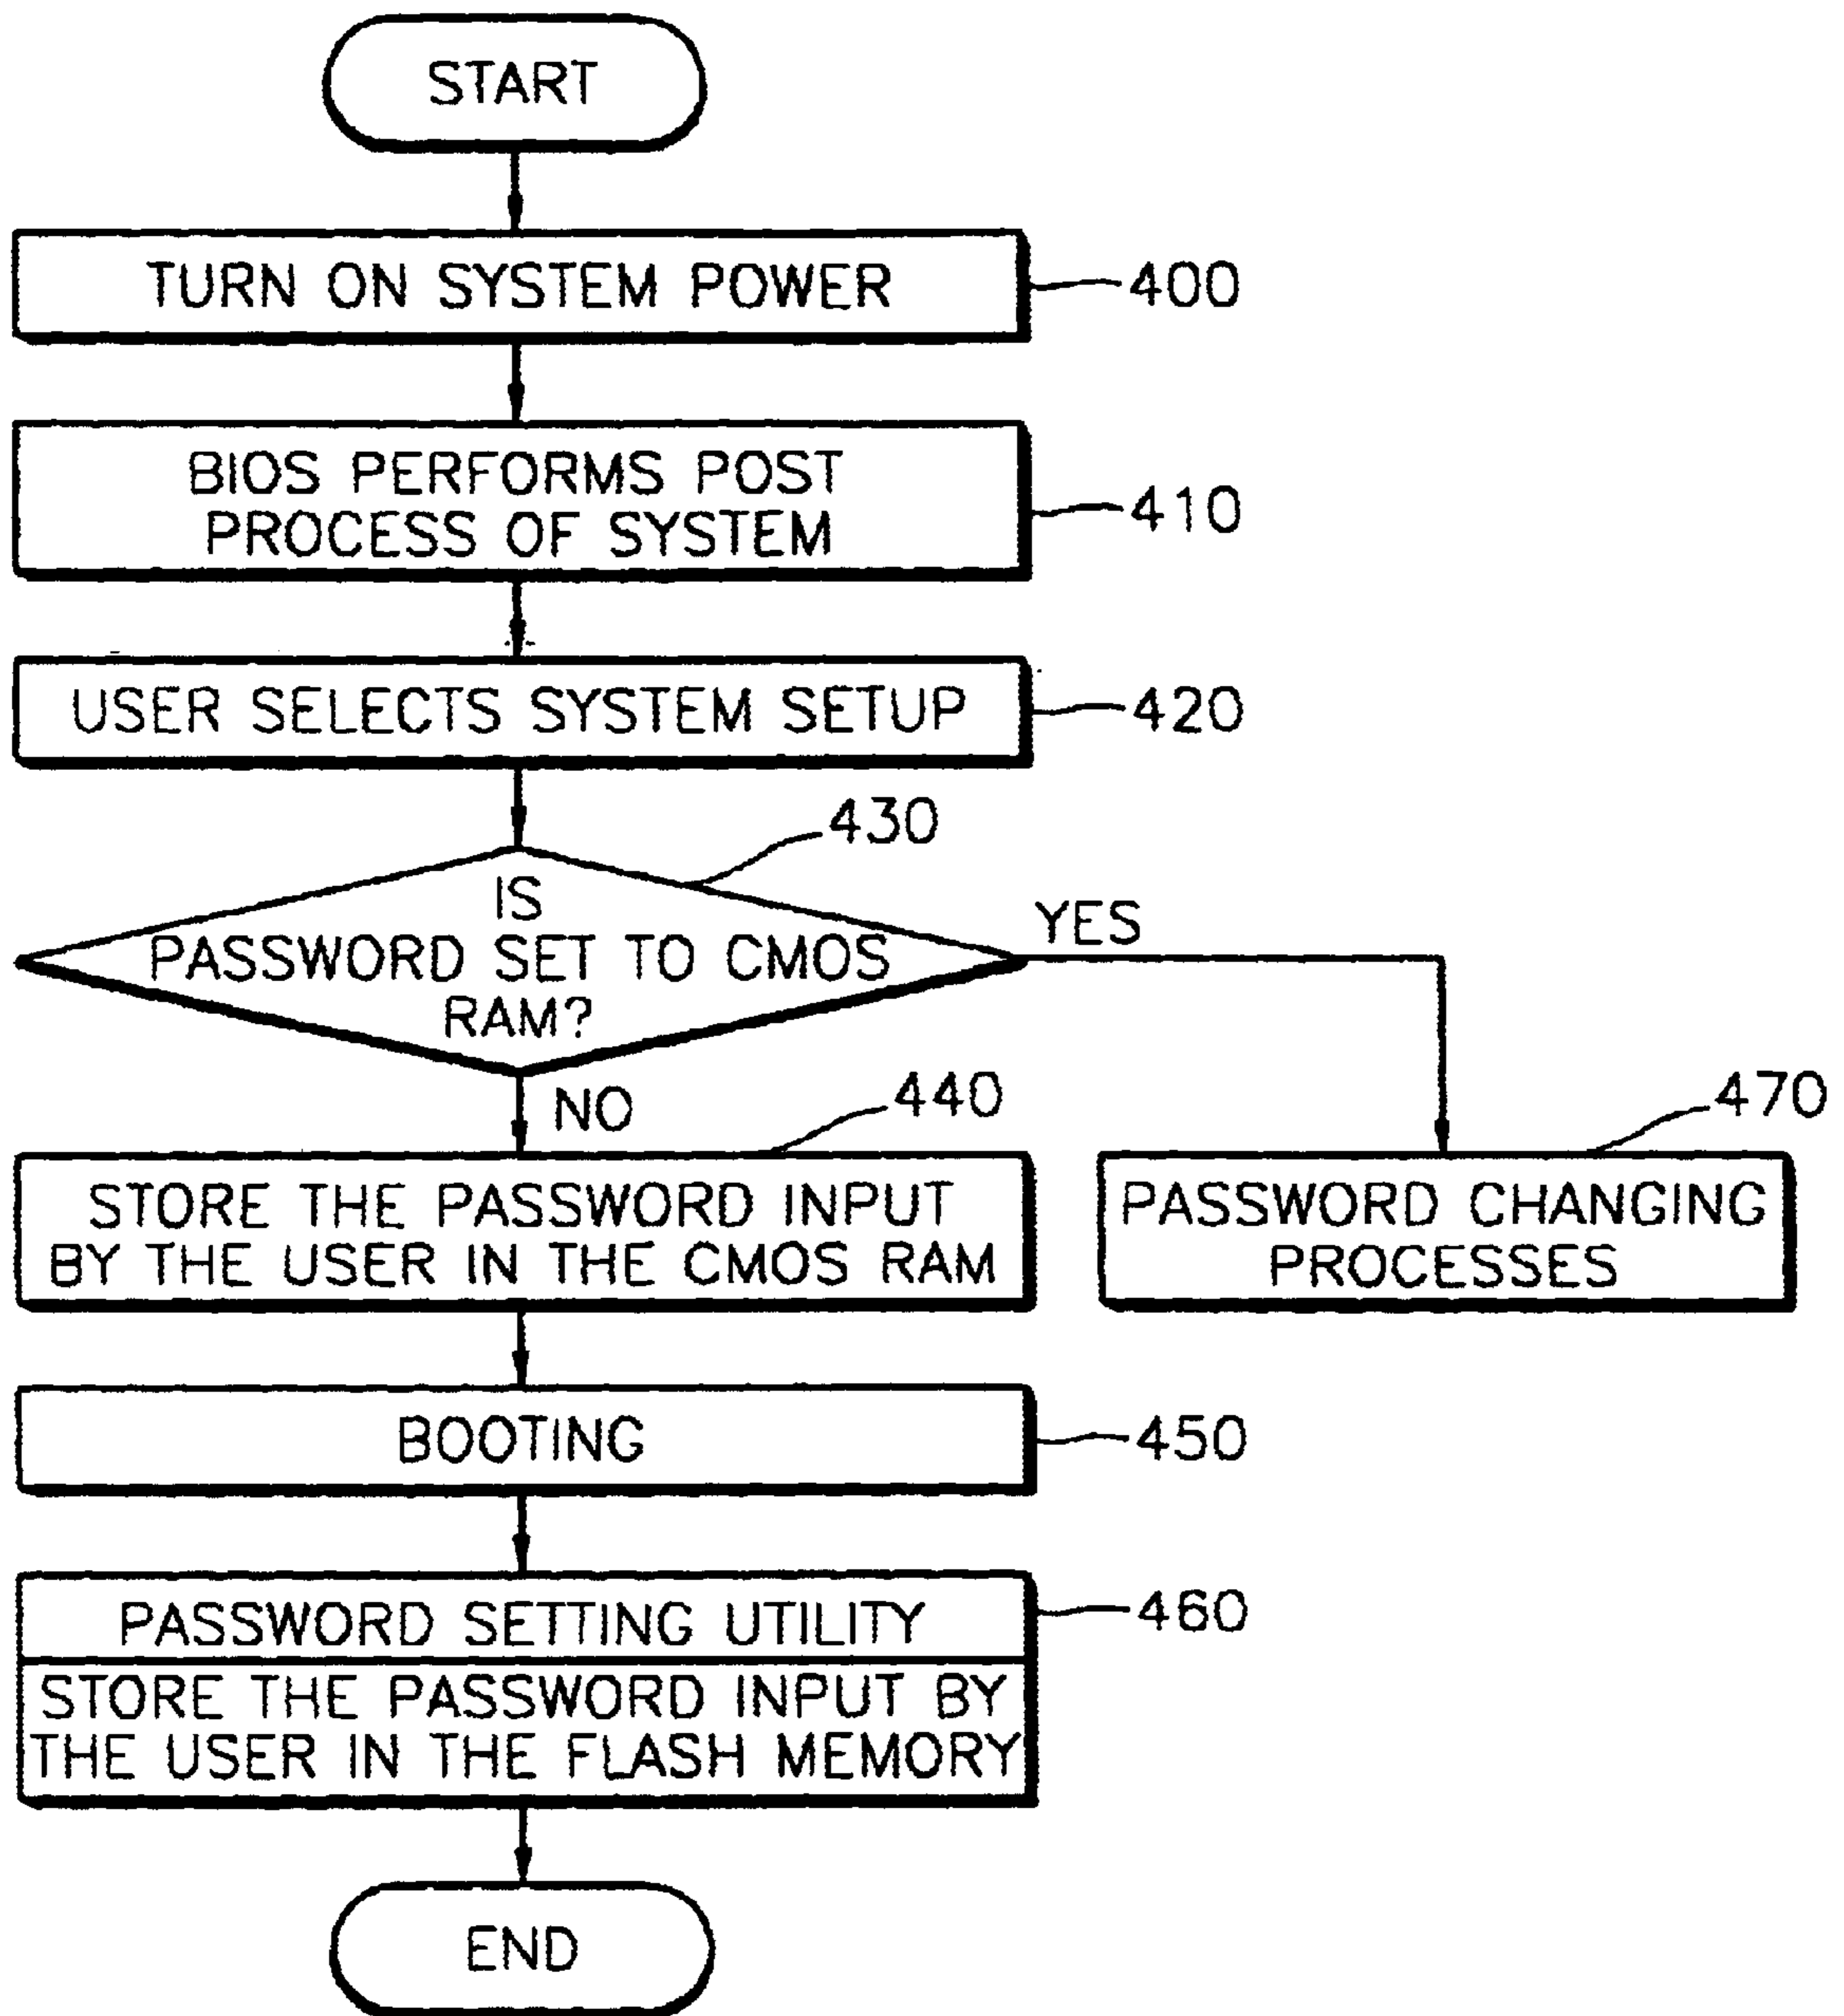 START
TURN ON SYSTEM POWER
400
BIOS PERFORMS POST
PROCESS OF SYSTEM
410
USER SELECTS SYSTEM SETUP
420
430
IS
PASSWORD SET TO CMOS
RAM?
YES
NO
440
470
STORE THE PASSWORD INPUT
BY THE USER IN THE CMOS RAM
PASSWORD CHANGING
PROCESSES
BOOTING
450
PASSWORD SETTING UTILITY
460
STORE THE PASSWORD INPUT BY
THE USER IN THE FLASH MEMORY
END